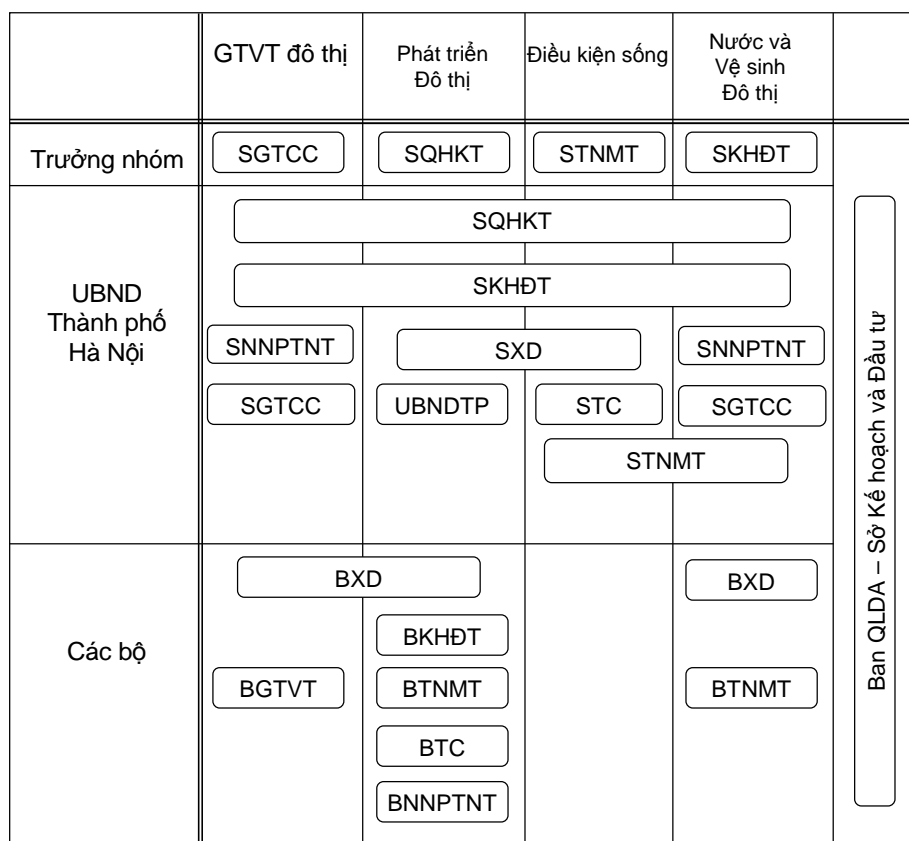 GTVT đô thị
Phát triển
Đô thị
Điều kiện sống
Nước và
Vệ sinh
Đô thị
Trưởng nhóm
SGTCC
SQHKT
STNMT
SKHĐT
UBND
Thành phố
Hà Nội
SQHKT
SKHĐT
SNNPTNT
SXD
SNNPTNT
SGTCC
UBNDTP
STC
SGTCC
STNMT
Các bộ
BXD
BXD
BKHĐT
BGTVT
BTNMT
BTNMT
BTC
BNNPTNT
Ban QLDA – Sở Kế hoạch và Đầu tư